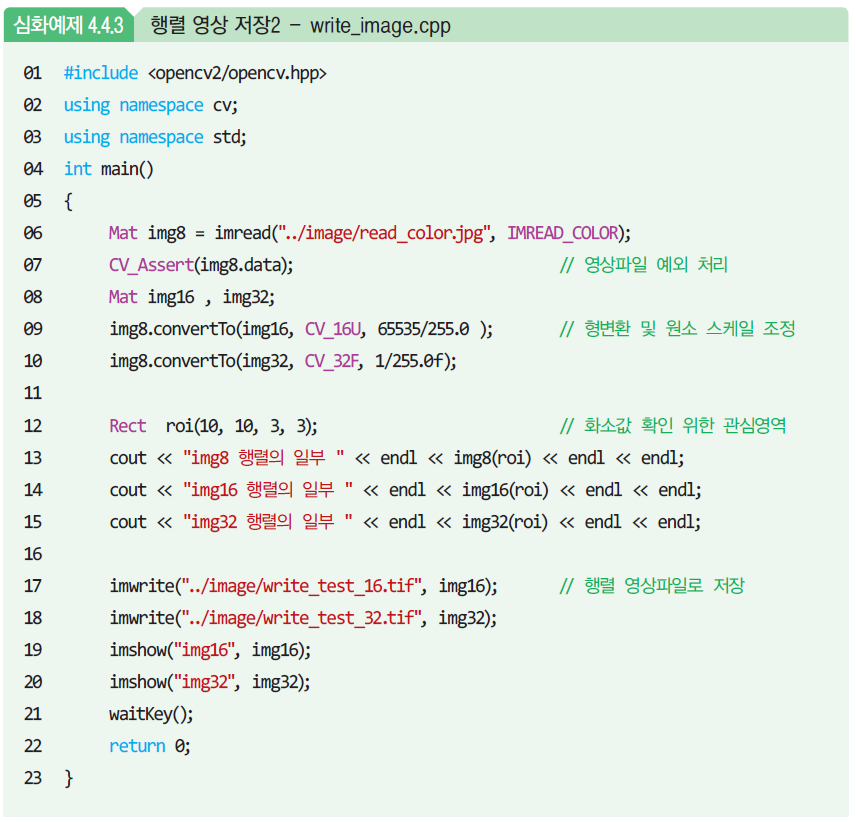 심화예제 4.4.3 행렬 영상 저장2 - write_image.cpp
01 #include <opencv2/opencv.hpp>
02 using namespace cv;
03 using namespace std;
04 int main()
05 {
06 Mat img8 = imread("../image/read_color.jpg", IMREAD_COLOR);
07 CV_Assert(img8.data); // 영상파일 예외 처리
08 Mat img16 , img32;
09 img8.convertTo(img16, CV_16U, 65535/255.0 ); // 형변환 및 원소 스케일 조정
10 img8.convertTo(img32, CV_32F, 1/255.0f);
11
12 Rect roi(10, 10, 3, 3); // 화소값 확인 위한 관심영역
13 cout << "img8 행렬의 일부 " << endl << img8(roi) << endl << endl;
14 cout << "img16 행렬의 일부 " << endl << img16(roi) << endl << endl;
15 cout << "img32 행렬의 일부 " << endl << img32(roi) << endl << endl;
16
17 imwrite("../image/write_test_16.tif", img16); // 행렬 영상파일로 저장
18 imwrite("../image/write_test_32.tif", img32);
19 imshow("img16", img16);
20 imshow("img32", img32);
21 waitKey();
22 return 0;
23 }